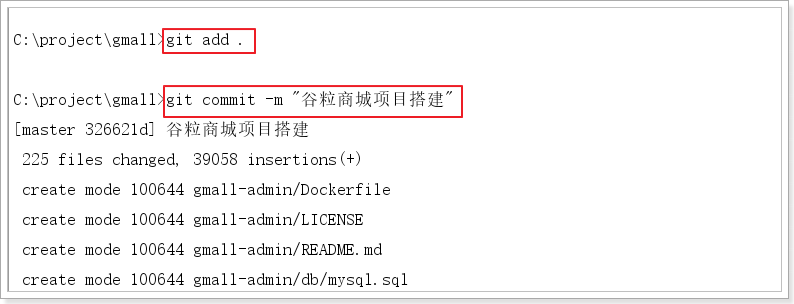 C:\project\gmall>git add .
C:\project\gmall>git commit -m "谷粒商城项目搭建"
[master 326621d] 谷粒商城项目搭建
225 files changed, 39058 insertions(+)
create mode 100644 gmall-admin/Dockerfile
create mode 100644 gmall-admin/LICENSE
create mode 100644 gmall-admin/README.md
create mode 100644 gmall-admin/db/mysql.sql